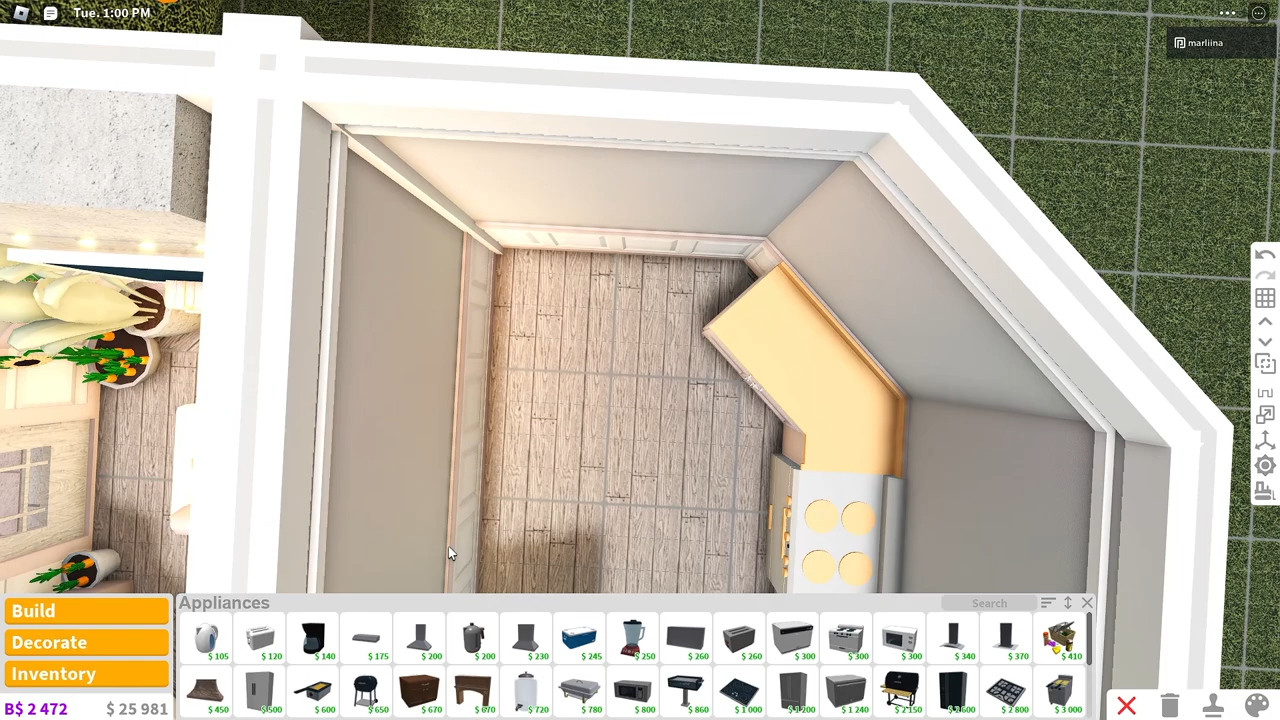 Tue. 1:00 PM
marliina
Appliances
Search
$ 105 $ 120 $ 140 $ 175 $ 200 $ 200 $ 230 $ 245 $ 250 $ 260 $ 260 $ 300 $ 300 $ 300 $ 340 $ 370 $ 410
$ 450 $ 500 $ 600 $ 650 $ 670 $ 670 $ 720 $ 780 $ 800 $ 860 $ 1 000 $ 1 200 $ 1 240 $ 2 150 $ 2 600 $ 2 800 $ 3 000
Build
Decorate
Inventory
B$ 2 472 $ 25 981